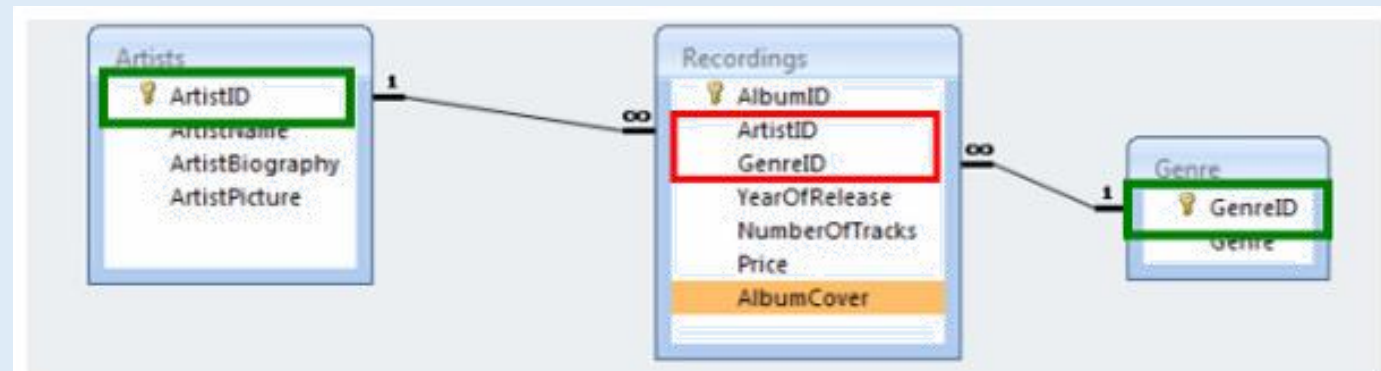 Artists
ArtistID
ArtistName
ArtistBiography
ArtistPicture
1
∞
Recordings
AlbumID
ArtistID
GenreID
YearOfRelease
NumberOfTracks
Price
AlbumCover
∞
1
Genre
GenreID
Genre